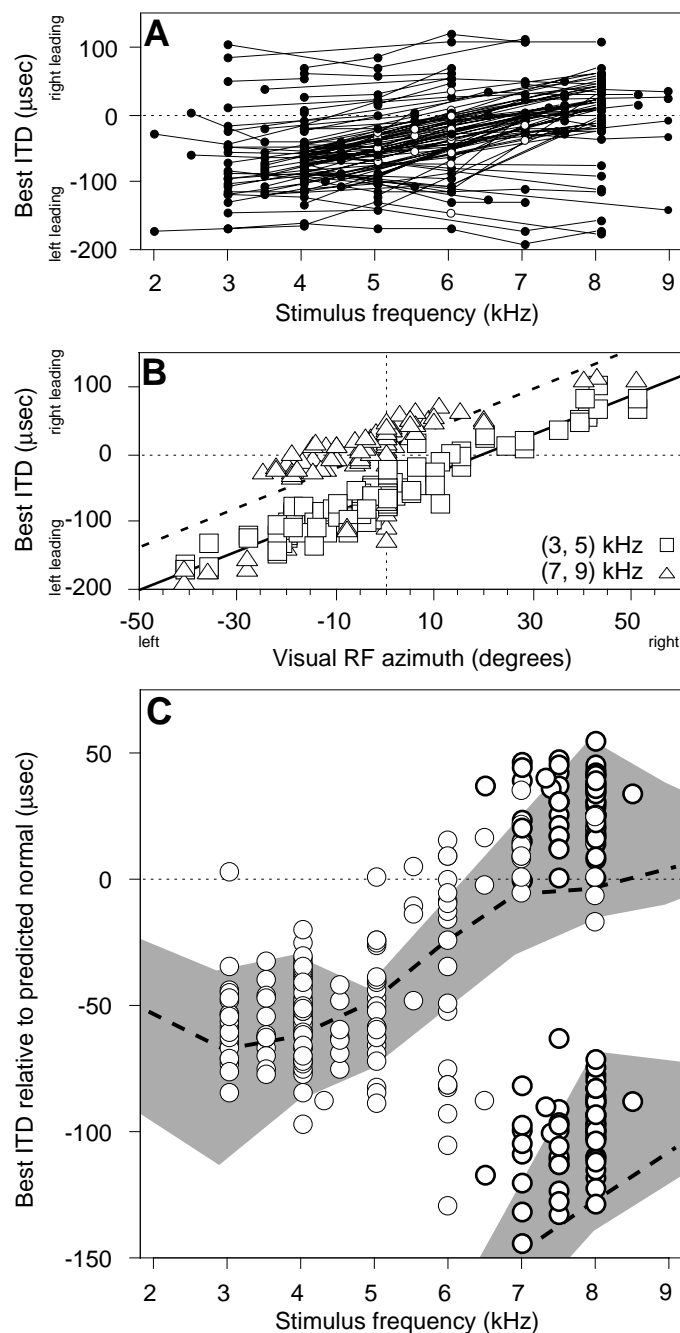 A
Best ITD (μsec)
right leading
left leading
100
0
-100
-200
2 3 4 5 6 7 8 9
Stimulus frequency (kHz)
B
Best ITD (μsec)
right leading
left leading
100
0
-100
-200
(3, 5) kHz
(7, 9) kHz
-50 -30 -10 10 30 50
left right
Visual RF azimuth (degrees)
C
Best ITD relative to predicted normal (μsec)
50
0
-50
-100
-150
2 3 4 5 6 7 8 9
Stimulus frequency (kHz)